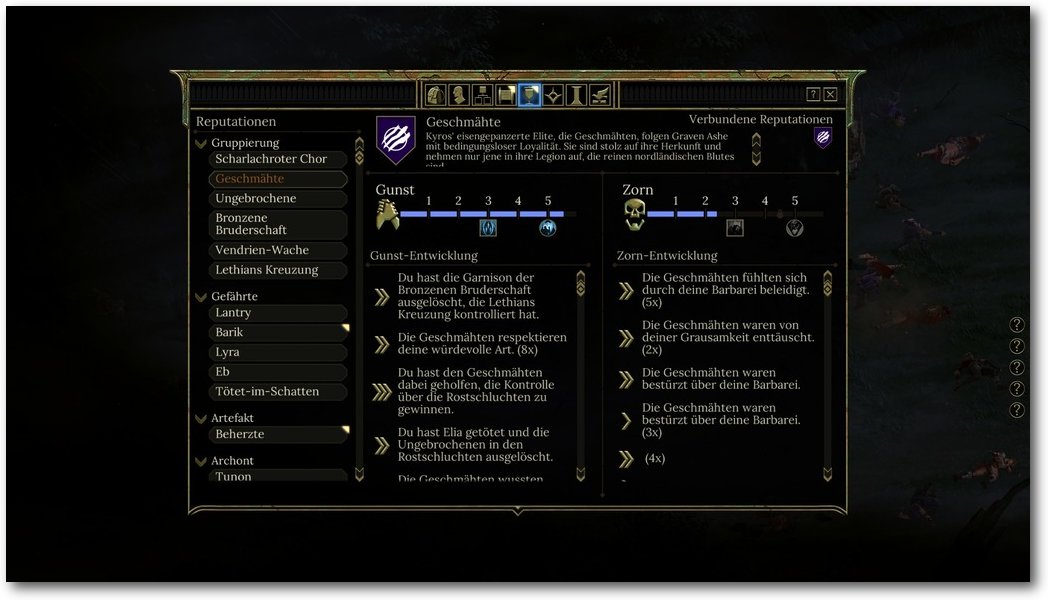 Reputationen
Gruppierung
Scharlachroter Chor
Geschmähte
Ungebrochene
Bronzene
Bruderschaft
Vendrien-Wache
Lethians Kreuzung
Gefährte
Lantry
Barik
Lyra
Eb
Tötet-im-Schatten
Artefakt
Beherzte
Archont
Tunon
? X
Geschmähte
Kyros' eisengepanzerte Elite, die Geschmähten, folgen Graven Ashe
mit bedingungsloser Loyalität. Sie sind stolz auf ihre Herkunft und
nehmen nur jene in ihre Legion auf, die reinen nordländischen Blutes
sind.
Verbundene Reputationen
Gunst
1 2 3 4 5
Gunst-Entwicklung
Du hast die Garnison der
Bronzenen Bruderschaft
ausgelöscht, die Lethians
Kreuzung kontrolliert hat.
Die Geschmähten respektieren
deine würdevolle Art. (8x)
Du hast den Geschmähten
dabei geholfen, die Kontrolle
über die Rostschluchten zu
gewinnen.
Du hast Elia getötet und die
Ungebrochenen in den
Rostschluchten ausgelöscht.
Die Geschmähten wussten
Zorn
1 2 3 4 5
Zorn-Entwicklung
Die Geschmähten fühlten sich
durch deine Barbarei beleidigt.
(5x)
Die Geschmähten waren von
deiner Grausamkeit enttäuscht.
(2x)
Die Geschmähten waren
bestürzt über deine Barbarei.
Die Geschmähten waren
bestürzt über deine Barbarei.
(3x)
(4x)
?
?
?
?
?